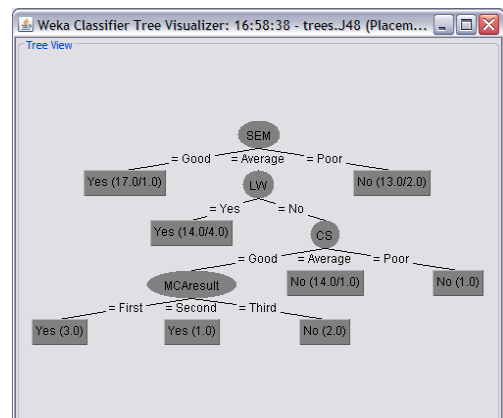 Weka Classifier Tree Visualizer: 16:58:38 - trees.J48 (Placem...
Tree View
SEM
= Good = Average = Poor
Yes (17.0/1.0) LW No (13.0/2.0)
= Yes = No
Yes (14.0/4.0) CS
= Good = Average = Poor
MCAresult No (14.0/1.0) No (1.0)
= First = Second = Third
Yes (3.0) Yes (1.0) No (2.0)